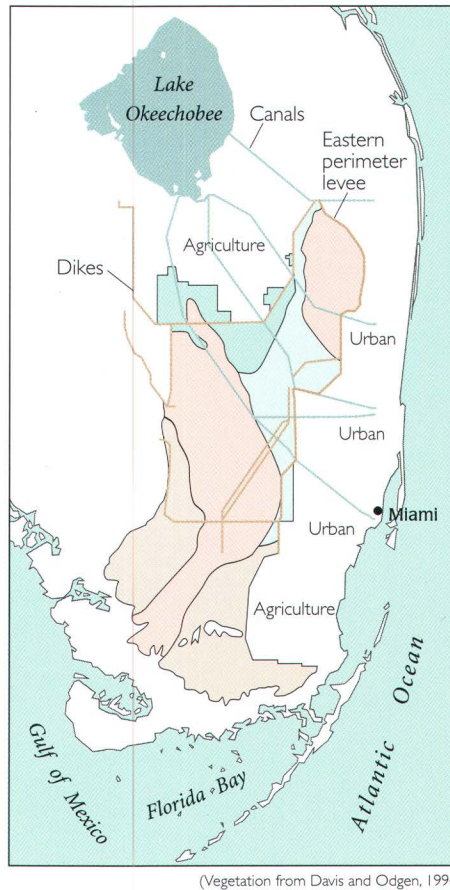 Lake
Okeechobee
Canals
Eastern
perimeter
levee
Agriculture
Dikes
Urban
Urban
Miami
Urban
Agriculture
Atlantic Ocean
Gulf of Mexico
Florida Bay
(Vegetation from Davis and Odgen, 199